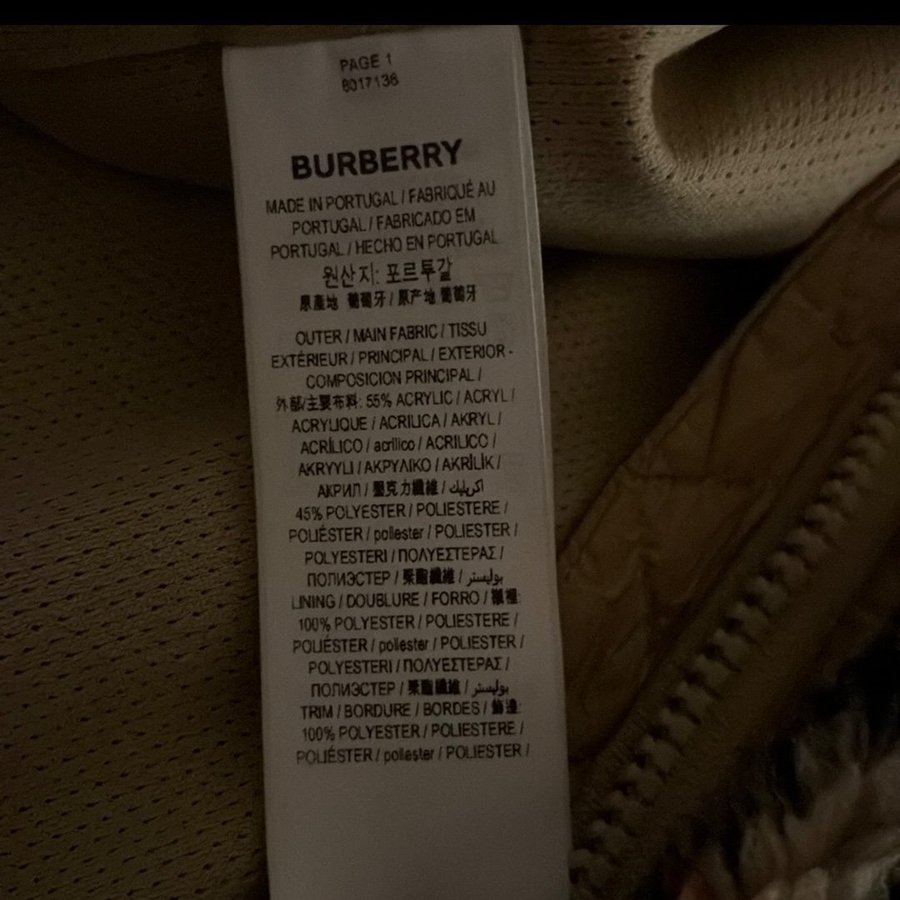 PAGE 1
8017138
BURBERRY
MADE IN PORTUGAL / FABRIQUÉ AU
PORTUGAL / FABRICADO EM
PORTUGAL / HECHO EN PORTUGAL
원산지: 포르투갈
原產地 葡萄牙 / 原产地 葡萄牙
OUTER / MAIN FABRIC / TISSU
EXTÉRIEUR / PRINCIPAL / EXTERIOR -
COMPOSICION PRINCIPAL /
外部/主要布料: 55% ACRYLIC / ACRYL /
ACRYLIQUE / ACRILICA / AKRYL /
ACRÍLICO / acrilico / ACRILICO /
AKRYYLI / ΑΚΡΥΛΙΚΟ / AKRİLİK /
АКРИЛ / 壓克力纖維 / اكريليك
45% POLYESTER / POLIESTERE /
POLIÉSTER / poliester / POLIESTER /
POLYESTERI / ΠΟΛΥΕΣΤΕΡΑΣ /
ПОЛИЭСТЕР / 聚酯纖維 / بوليستر
LINING / DOUBLURE / FORRO / 襯裡:
100% POLYESTER / POLIESTERE /
POLIÉSTER / poliester / POLIESTER /
POLYESTERI / ΠΟΛΥΕΣΤΕΡΑΣ /
ПОЛИЭСТЕР / 聚酯纖維 / بوليستر
TRIM / BORDURE / BORDES / 飾邊:
100% POLYESTER / POLIESTERE /
POLIÉSTER / poliester / POLIESTER /